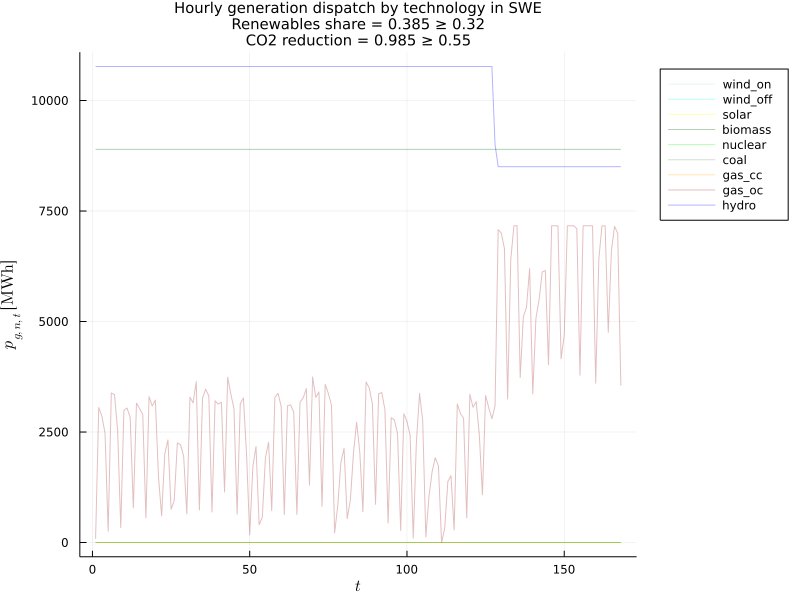 Hourly generation dispatch by technology in SWE
Renewables share = 0.385 ≥ 0.32
CO2 reduction = 0.985 ≥ 0.55
10000
7500
5000
2500
0
p g, n, t [MWh]
0
50
100
150
t
wind_on
wind_off
solar
biomass
nuclear
coal
gas_cc
gas_oc
hydro